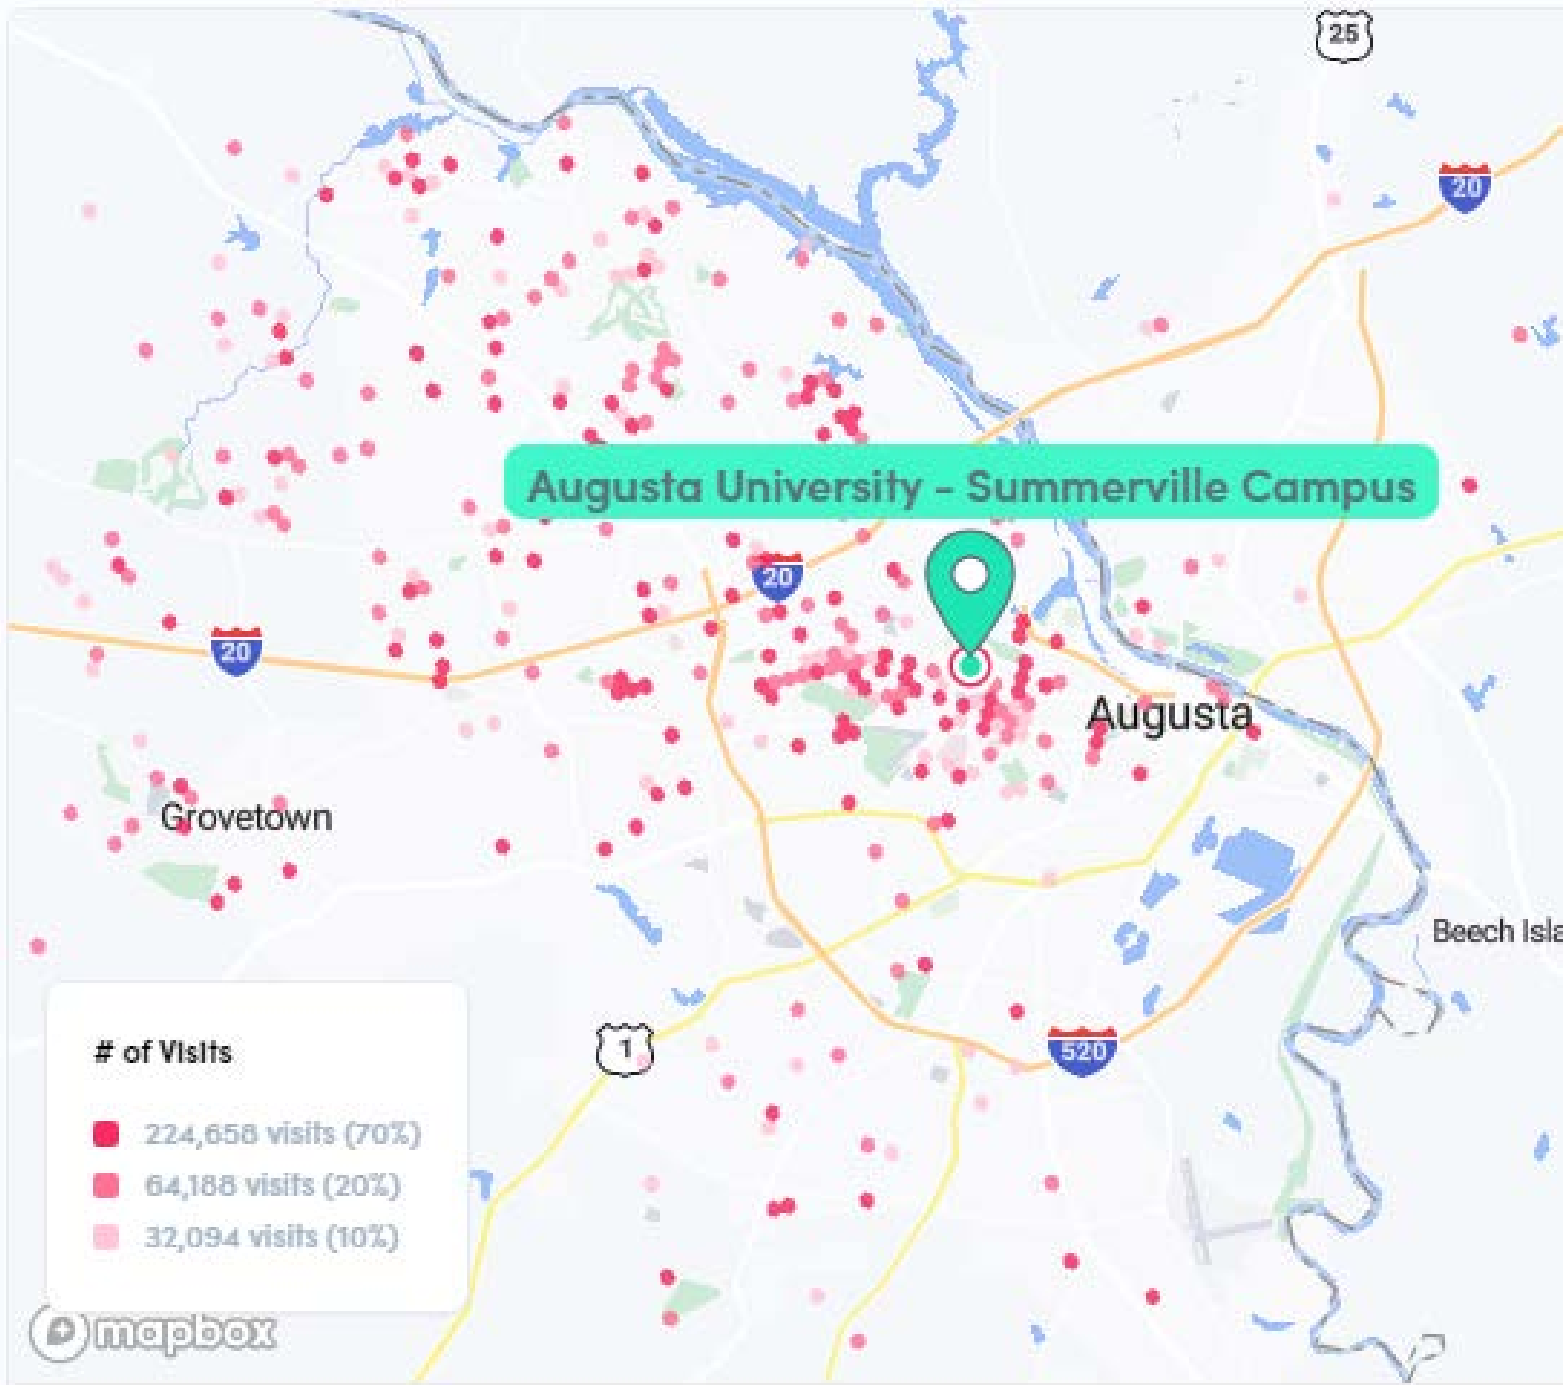 25
20
Augusta University - Summerville Campus
20
20
Augusta
Grovetown
Beech Isla
# of Visits
1
520
224,658 visits (70%)
64,188 visits (20%)
32,094 visits (10%)
mapbox